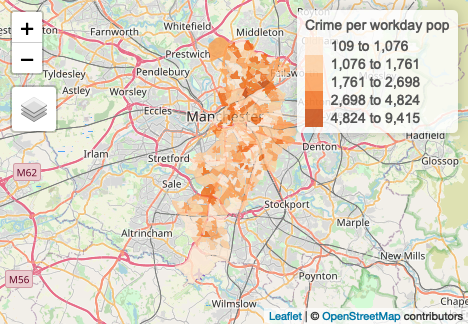 Whitefield
Middleton
Crime per workday pop
109 to 1,076
1,076 to 1,761
1,761 to 2,698
2,698 to 4,824
4,824 to 9,415
+
−
Farnworth
Prestwich
Tyldesley
Pendlebury
Astley
Worsley
Eccles
Manchester
M62
Irlam
Stretford
Denton
Hadfield
Glossop
Sale
Stockport
Marple
Altrincham
New Mills
M56
Poynton
Wilmslow
Leaflet | © OpenStreetMap contributors